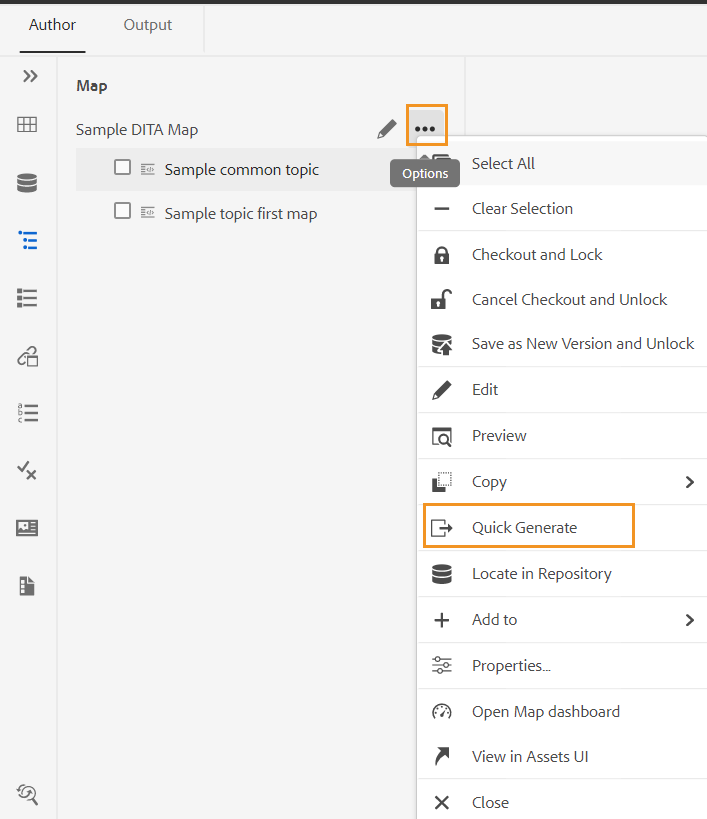 Author Output
Map
Sample DITA Map
Sample common topic
Sample topic first map
Options
Select All
Clear Selection
Checkout and Lock
Cancel Checkout and Unlock
Save as New Version and Unlock
Edit
Preview
Copy
Quick Generate
Locate in Repository
Add to
Properties...
Open Map dashboard
View in Assets UI
Close